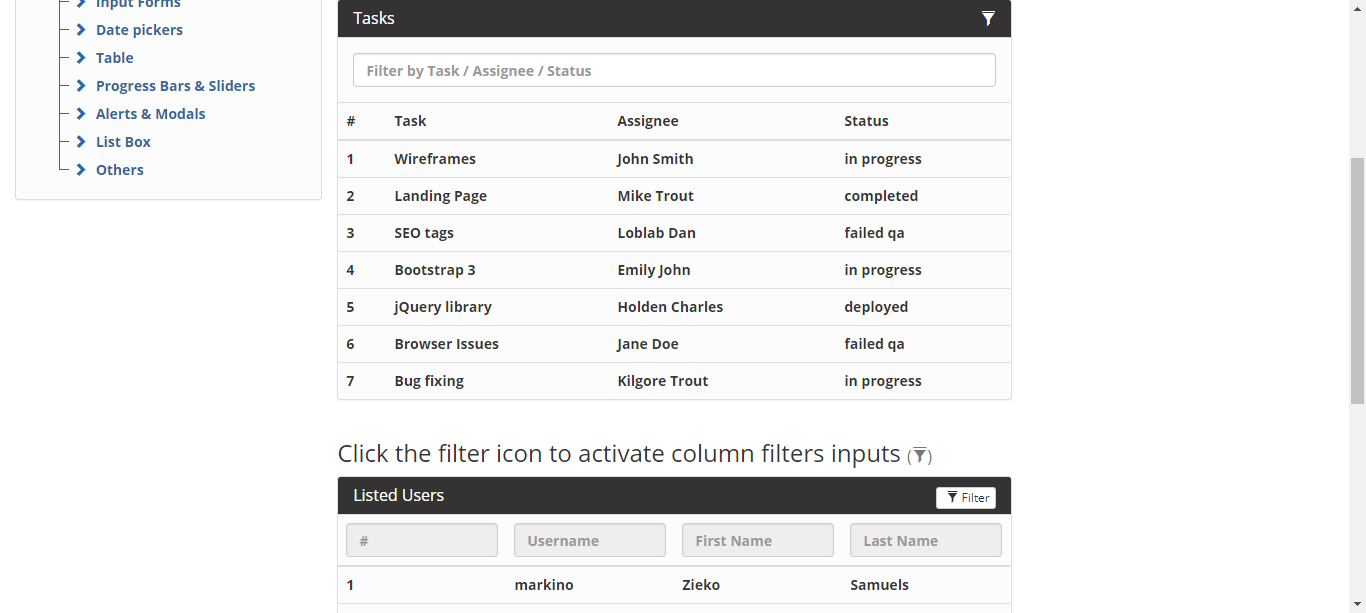 Input Forms
Date pickers
Table
Progress Bars & Sliders
Alerts & Modals
List Box
Others
Tasks
Filter by Task / Assignee / Status
# Task Assignee Status
1 Wireframes John Smith in progress
2 Landing Page Mike Trout completed
3 SEO tags Loblab Dan failed qa
4 Bootstrap 3 Emily John in progress
5 jQuery library Holden Charles deployed
6 Browser Issues Jane Doe failed qa
7 Bug fixing Kilgore Trout in progress
Click the filter icon to activate column filters inputs ()
Listed Users Filter
# Username First Name Last Name
1 markino Zieko Samuels